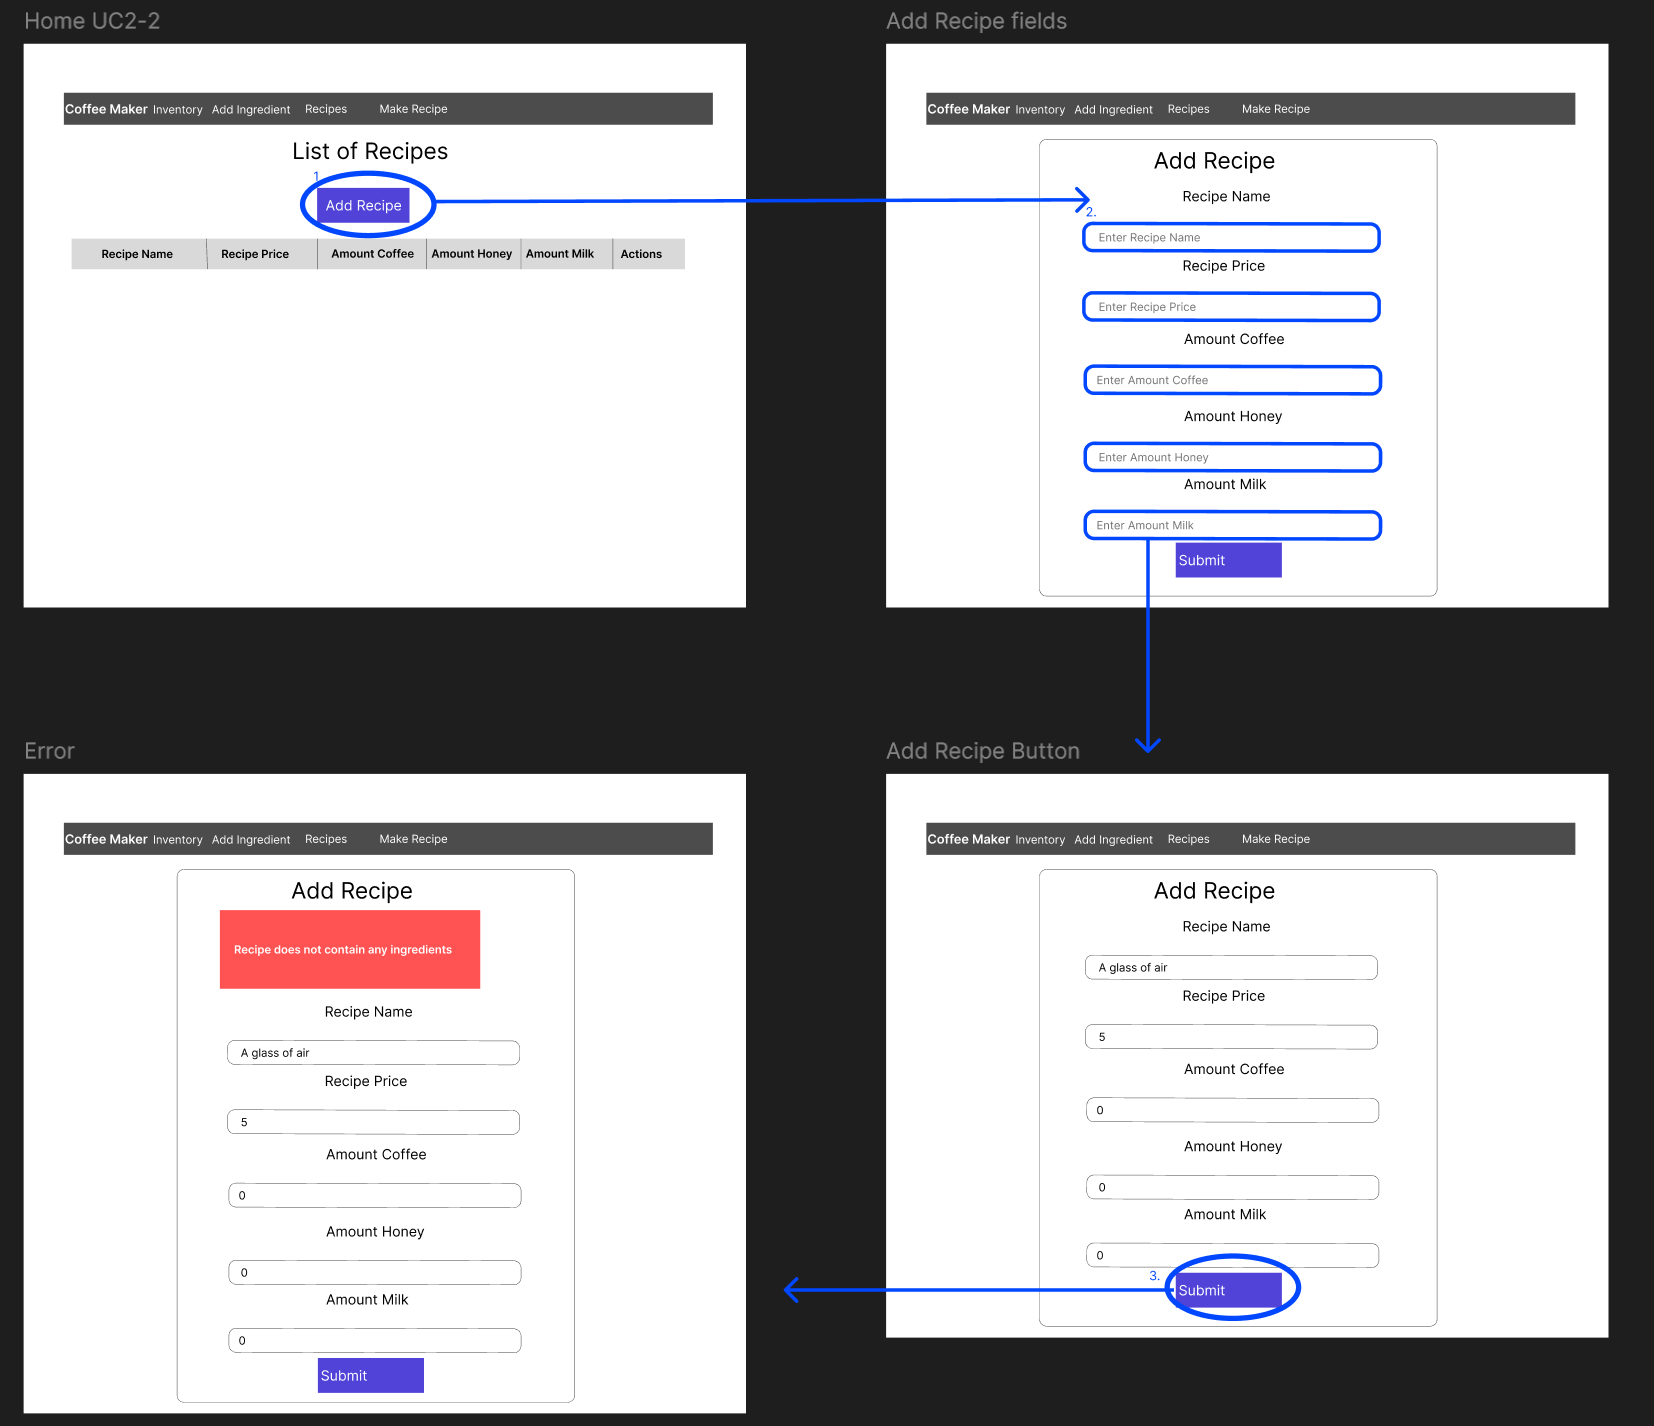 Home UC2-2
Coffee Maker Inventory Add Ingredient Recipes Make Recipe
List of Recipes
1
Add Recipe
Recipe Name Recipe Price Amount Coffee Amount Honey Amount Milk Actions
Add Recipe fields
Coffee Maker Inventory Add Ingredient Recipes Make Recipe
Add Recipe
Recipe Name
2.
Enter Recipe Name
Recipe Price
Enter Recipe Price
Amount Coffee
Enter Amount Coffee
Amount Honey
Enter Amount Honey
Amount Milk
Enter Amount Milk
Submit
Add Recipe Button
Coffee Maker Inventory Add Ingredient Recipes Make Recipe
Add Recipe
Recipe Name
A glass of air
Recipe Price
5
Amount Coffee
0
Amount Honey
0
Amount Milk
0
3.
Submit
Error
Coffee Maker Inventory Add Ingredient Recipes Make Recipe
Add Recipe
Recipe does not contain any ingredients
Recipe Name
A glass of air
Recipe Price
5
Amount Coffee
0
Amount Honey
0
Amount Milk
0
Submit